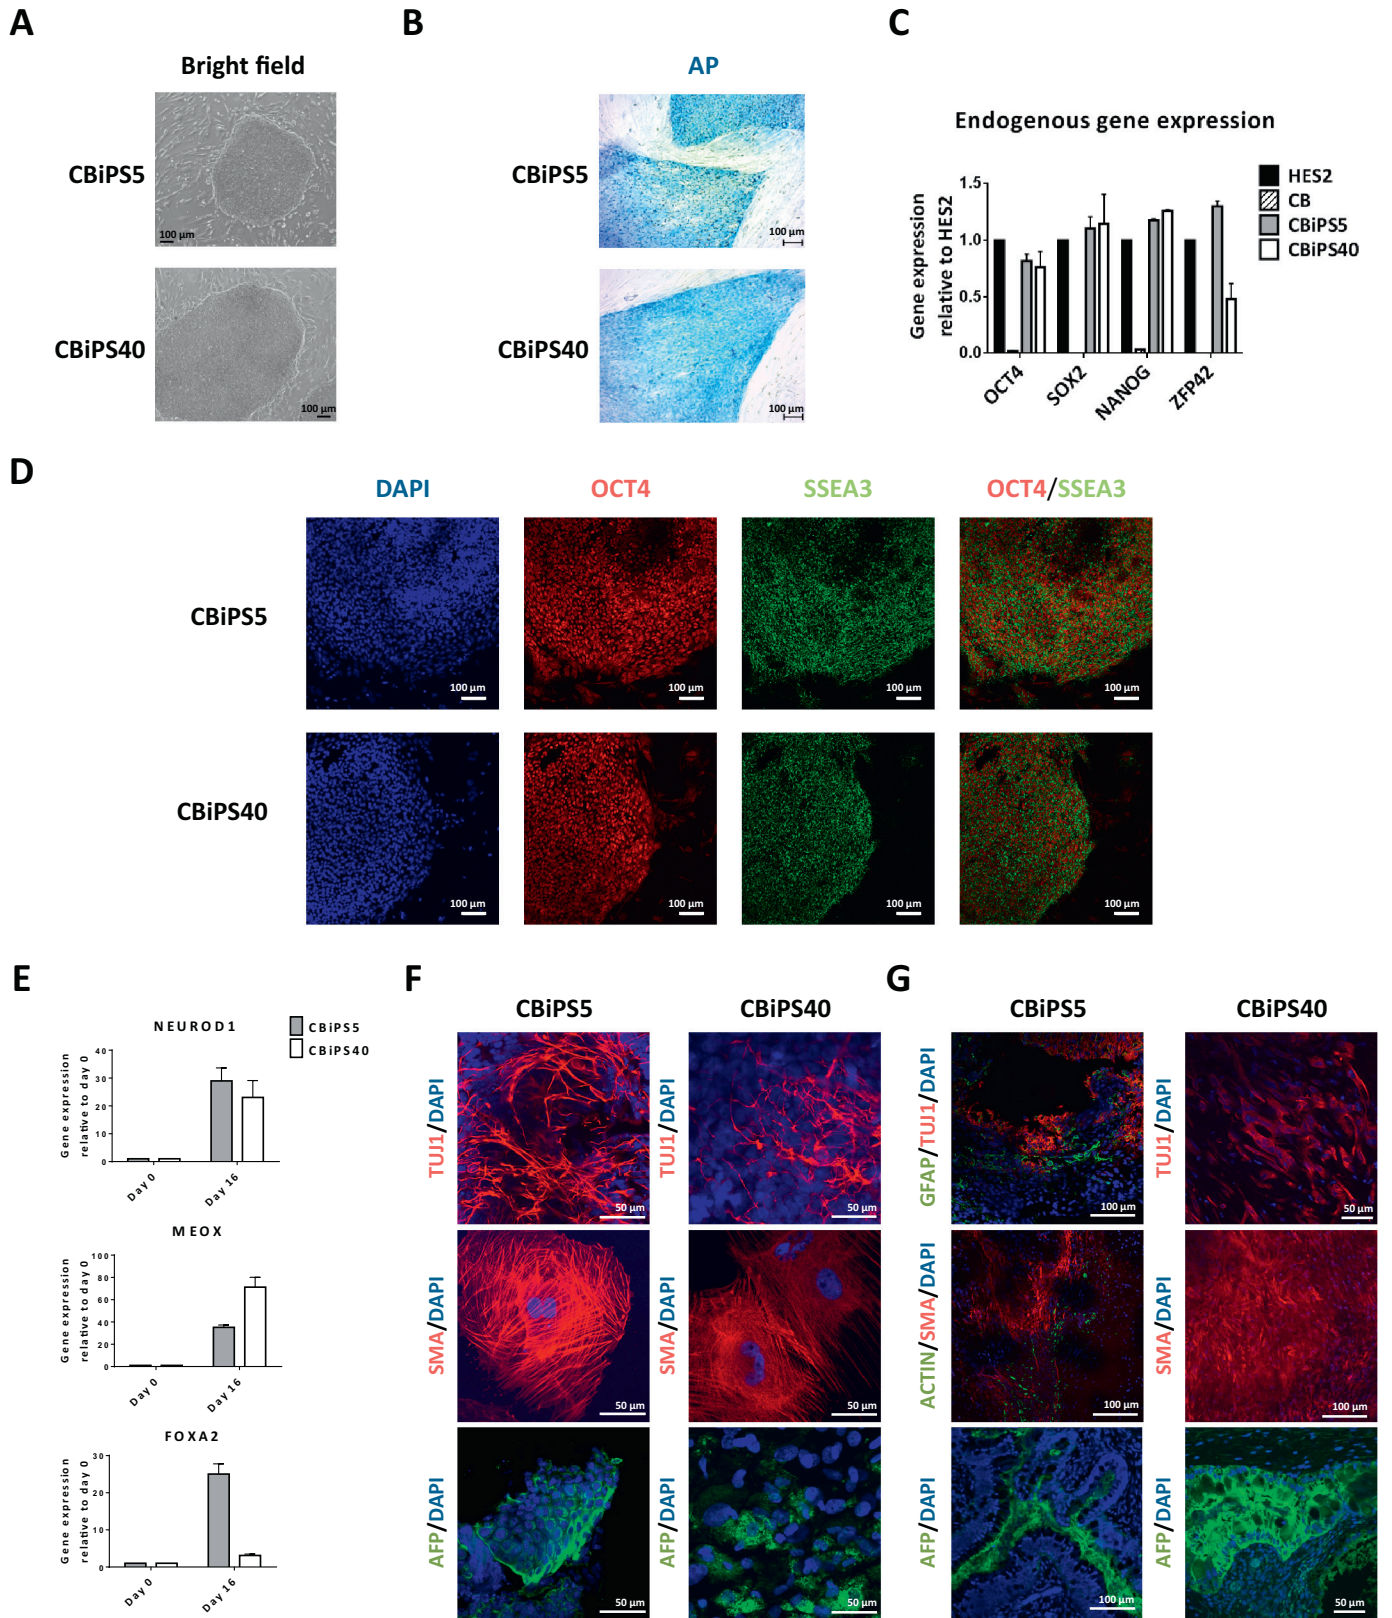 A
Bright field
CBiPS5
100 µm
CBiPS40
100 µm
B
AP
CBiPS5
100 µm
CBiPS40
100 µm
C
Endogenous gene expression
Gene expression
relative to HES2
1.5
1.0
0.5
0.0
OCT4
SOX2
NANOG
ZFP42
HES2
CB
CBiPS5
CBiPS40
D
DAPI
OCT4
SSEA3
OCT4/SSEA3
CBiPS5
100 µm
100 µm
100 µm
100 µm
CBiPS40
100 µm
100 µm
100 µm
100 µm
E
NEUROD1
CBiPS5
CBiPS40
Gene expression
relative to day 0
40
30
20
10
0
Day 0
Day 16
MEOX
Gene expression
relative to day 0
100
80
60
40
20
0
Day 0
Day 16
FOXA2
Gene expression
relative to day 0
30
20
10
0
Day 0
Day 16
F
CBiPS5
CBiPS40
TUJ1/DAPI
50 µm
TUJ1/DAPI
50 µm
SMA/DAPI
50 µm
SMA/DAPI
50 µm
AFP/DAPI
50 µm
AFP/DAPI
50 µm
G
CBiPS5
CBiPS40
GFAP/TUJ1/DAPI
100 µm
TUJ1/DAPI
50 µm
ACTIN/SMA/DAPI
100 µm
SMA/DAPI
100 µm
AFP/DAPI
100 µm
AFP/DAPI
50 µm